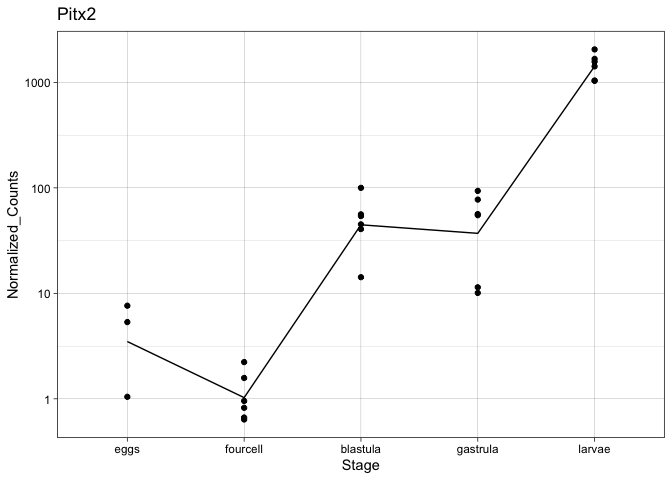 Pitx2
Normalized_Counts
1000
100
10
1
eggs fourcell blastula gastrula larvae
Stage